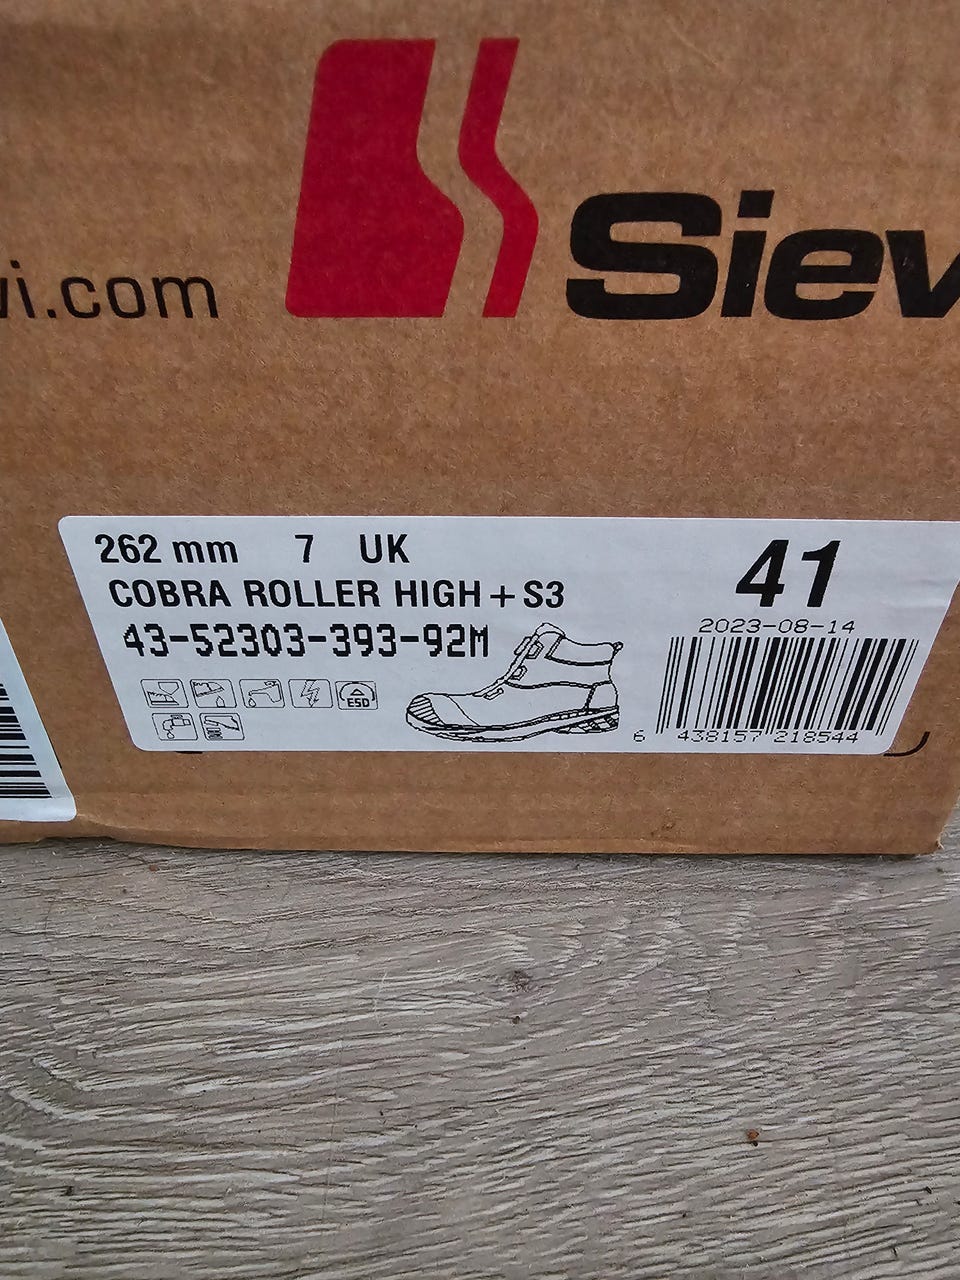 vi.com
Siev
262 mm 7 UK
41
COBRA ROLLER HIGH + S3
2023-08-14
43-52303-393-92M
ESD
6 438157 218544